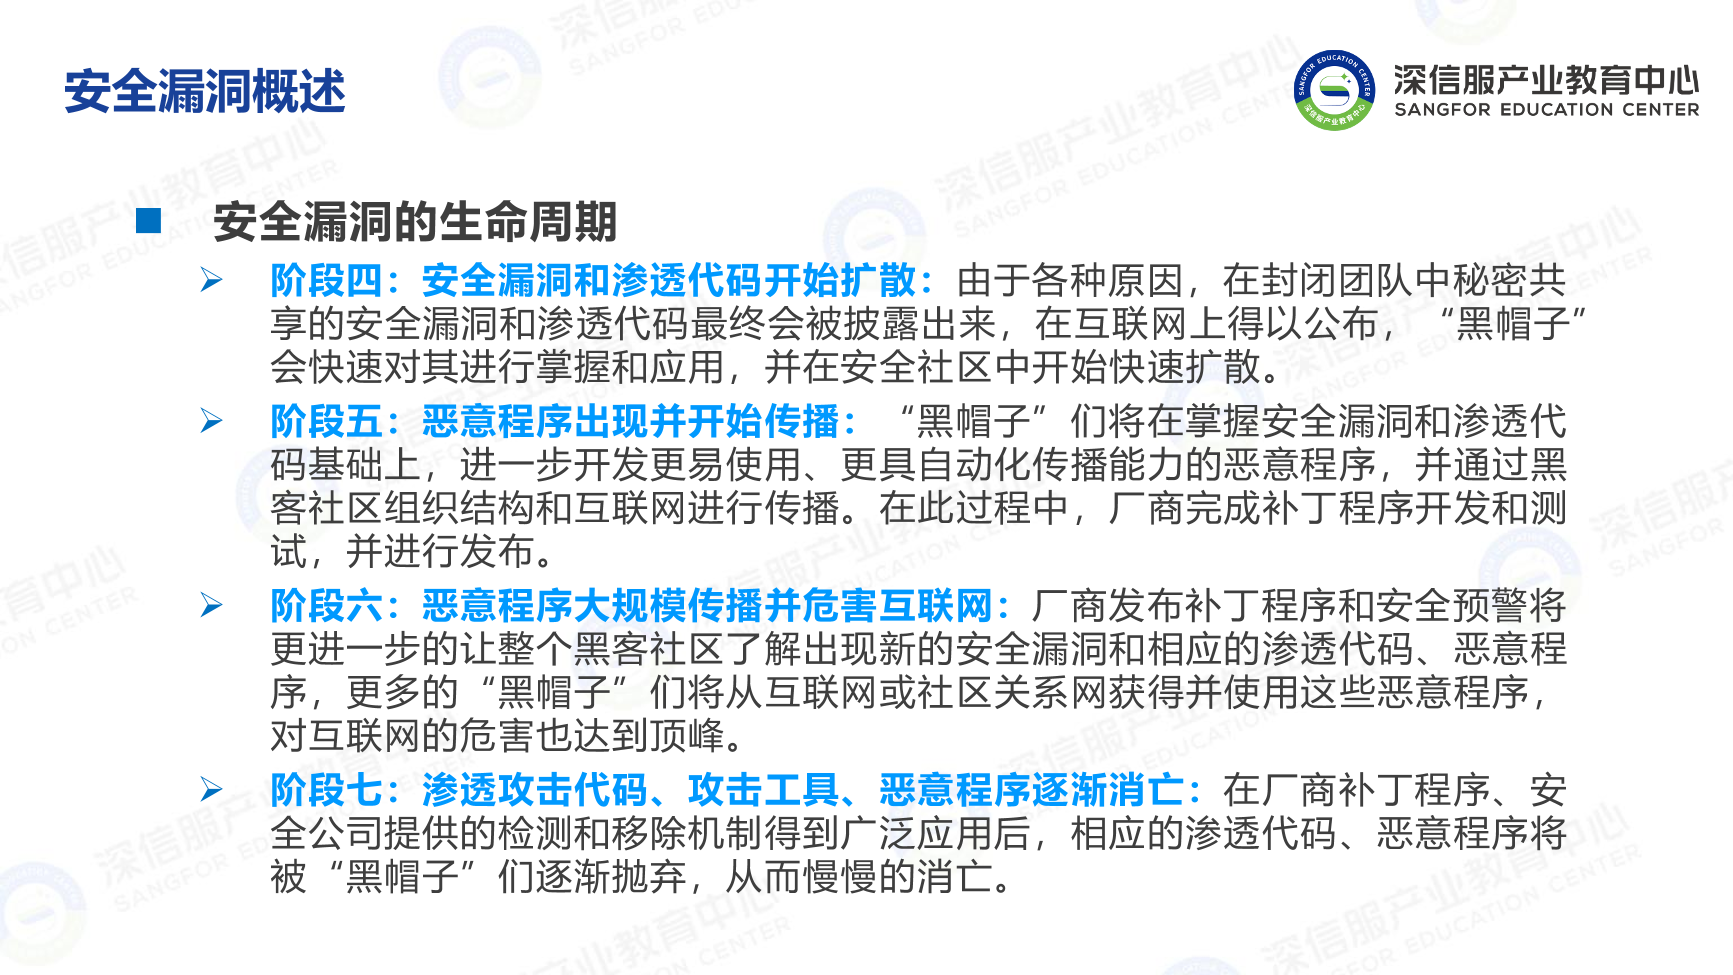 安全漏洞概述
深信服产业教育中心
SANGFOR EDUCATION CENTER
安全漏洞的生命周期
阶段四：安全漏洞和渗透代码开始扩散：由于各种原因，在封闭团队中秘密共
享的安全漏洞和渗透代码最终会被披露出来，在互联网上得以公布，“黑帽子”
会快速对其进行掌握和应用，并在安全社区中开始快速扩散。
阶段五：恶意程序出现并开始传播：“黑帽子”们将在掌握安全漏洞和渗透代
码基础上，进一步开发更易使用、更具自动化传播能力的恶意程序，并通过黑
客社区组织结构和互联网进行传播。在此过程中，厂商完成补丁程序开发和测
试，并进行发布。
阶段六：恶意程序大规模传播并危害互联网：厂商发布补丁程序和安全预警将
更进一步的让整个黑客社区了解出现新的安全漏洞和相应的渗透代码、恶意程
序，更多的“黑帽子”们将从互联网或社区关系网获得并使用这些恶意程序，
对互联网的危害也达到顶峰。
阶段七：渗透攻击代码、攻击工具、恶意程序逐渐消亡：在厂商补丁程序、安
全公司提供的检测和移除机制得到广泛应用后，相应的渗透代码、恶意程序将
被“黑帽子”们逐渐抛弃，从而慢慢的消亡。